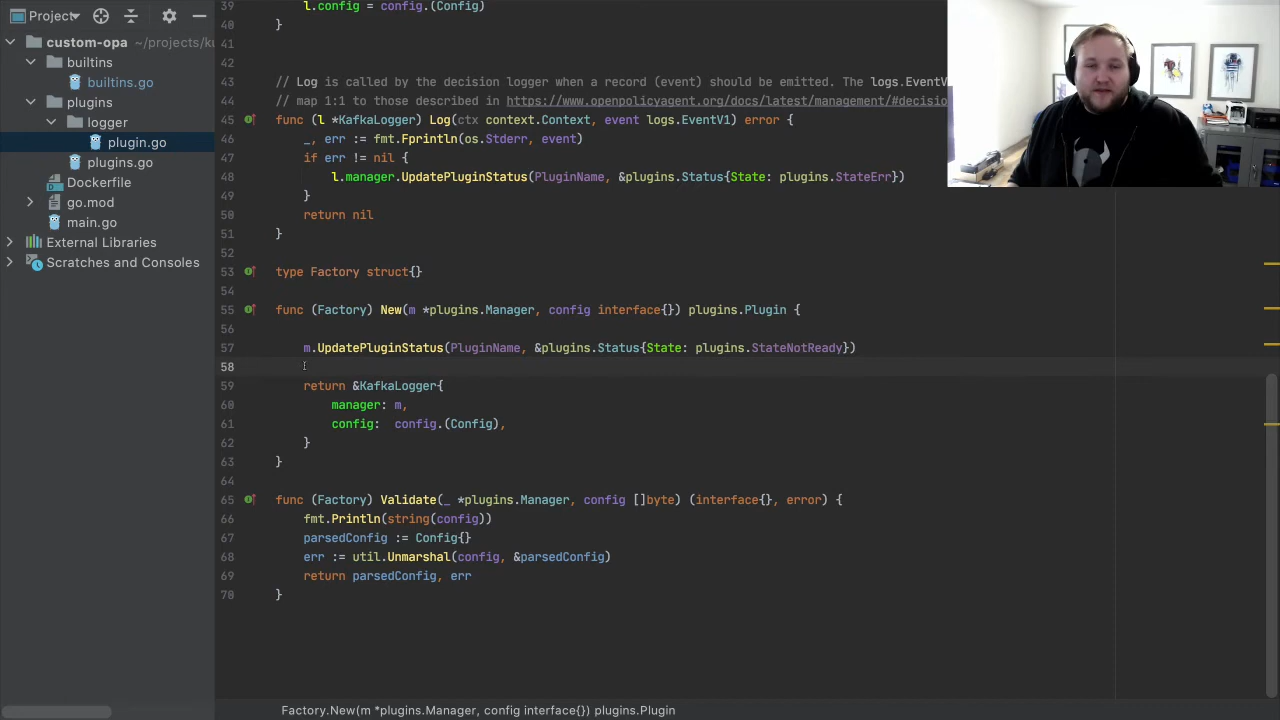 Project
custom-opa ~/projects/k
builtins
builtins.go
plugins
logger
plugin.go
plugins.go
Dockerfile
go.mod
main.go
External Libraries
Scratches and Consoles
39 l.config = config.(Config)
40 }
41
42
43 // Log is called by the decision logger when a record (event) should be emitted. The logs.EventV
44 // map 1:1 to those described in https://www.openpolicyagent.org/docs/latest/management/#decisio
45 func (l *KafkaLogger) Log(ctx context.Context, event logs.EventV1) error {
46 _, err := fmt.Fprintln(os.Stderr, event)
47 if err != nil {
48 l.manager.UpdatePluginStatus(PluginName, &plugins.Status{State: plugins.StateErr})
49 }
50 return nil
51 }
52
53 type Factory struct{}
54
55 func (Factory) New(m *plugins.Manager, config interface{}) plugins.Plugin {
56
57 m.UpdatePluginStatus(PluginName, &plugins.Status{State: plugins.StateNotReady})
58
59 return &KafkaLogger{
60 manager: m,
61 config: config.(Config),
62 }
63 }
64
65 func (Factory) Validate(_ *plugins.Manager, config []byte) (interface{}, error) {
66 fmt.Println(string(config))
67 parsedConfig := Config{}
68 err := util.Unmarshal(config, &parsedConfig)
69 return parsedConfig, err
70 }
Factory.New(m *plugins.Manager, config interface{}) plugins.Plugin